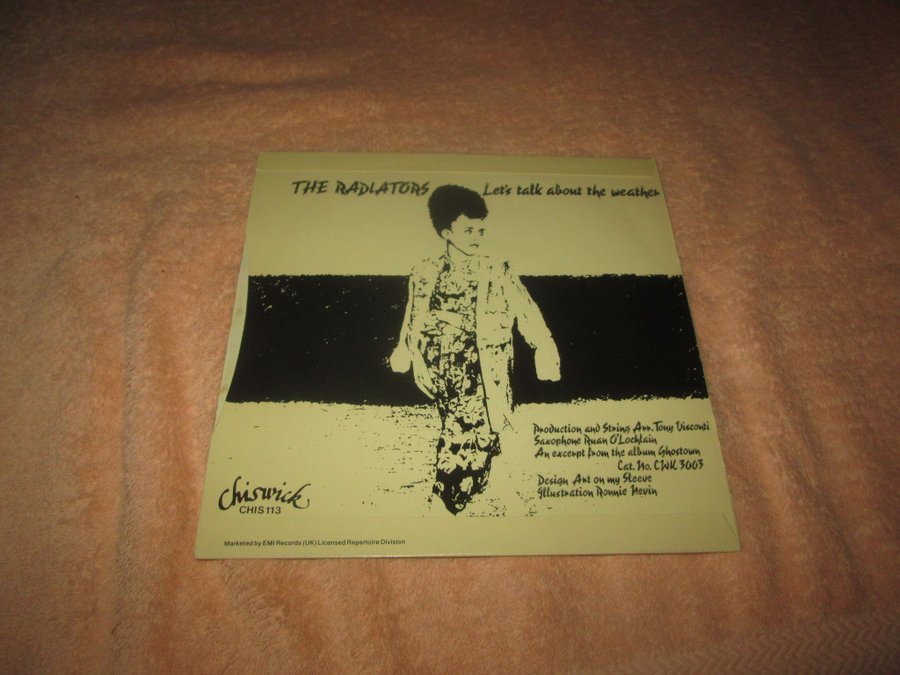 THE RADIATORS
Let's talk about the weather
Production and String Arr. Tony Visconti
Saxophone Ruan O'Lochlain
An excerpt from the album Ghostown
Cat. No. CWK 3003
Design Art on my Sleeve
Illustration Ronnie Nevin
Chiswick
CHIS 113
Marketed by EMI Records (UK) Licensed Repertoire Division